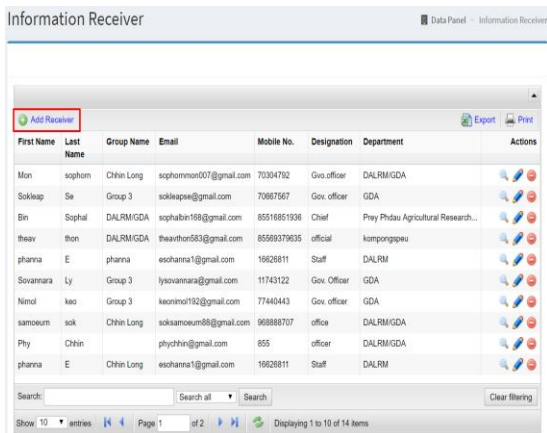 Information Receiver
Data Panel - Information Receiver
Add Receiver Export Print
First Name Last Name Group Name Email Mobile No. Designation Department Actions
Mon sophorn Chhin Long sophornmon007@gmail.com 70304792 Gvo.officer DALRM/GDA
Sokleap Se Group 3 sokleapse@gmail.com 70667567 Gov. officer GDA
Bin Sophal DALRM/GDA sophalbin168@gmail.com 85516851936 Chief Prey Phdau Agricultural Research...
theav thon DALRM/GDA theavthon583@gmail.com 85569379635 official kompongspeu
phanna E phanna esohanna1@gmail.com 16626811 Staff DALRM
Sovannara Ly Group 3 lysovannara@gmail.com 11743122 Gov. Officer GDA
Nimol keo Group 3 keonimol192@gmail.com 77440443 Gov. officer GDA
samoeurn sok Chhin Long soksamoeurn88@gmail.com 968888707 office DALRM/GDA
Phy Chhin phychhin@gmail.com 855 officer DALRM/GDA
phanna E Chhin Long esohanna1@gmail.com 16626811 Staff DALRM
Search: Search all Search Clear filtering
Show 10 entries Page 1 of 2 Displaying 1 to 10 of 14 items